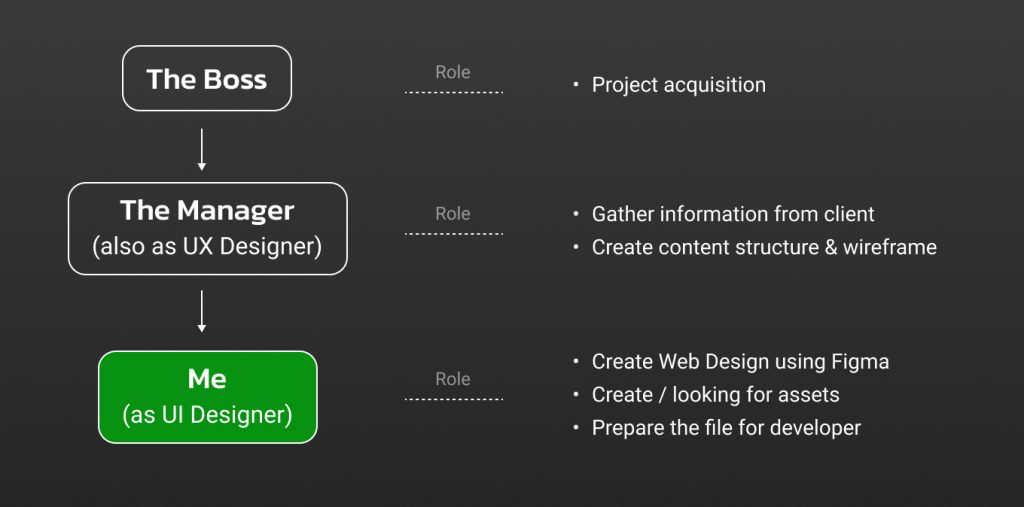 The Boss
Role
• Project acquisition
The Manager
(also as UX Designer)
Role
• Gather information from client
• Create content structure & wireframe
Me
(as UI Designer)
Role
• Create Web Design using Figma
• Create / looking for assets
• Prepare the file for developer